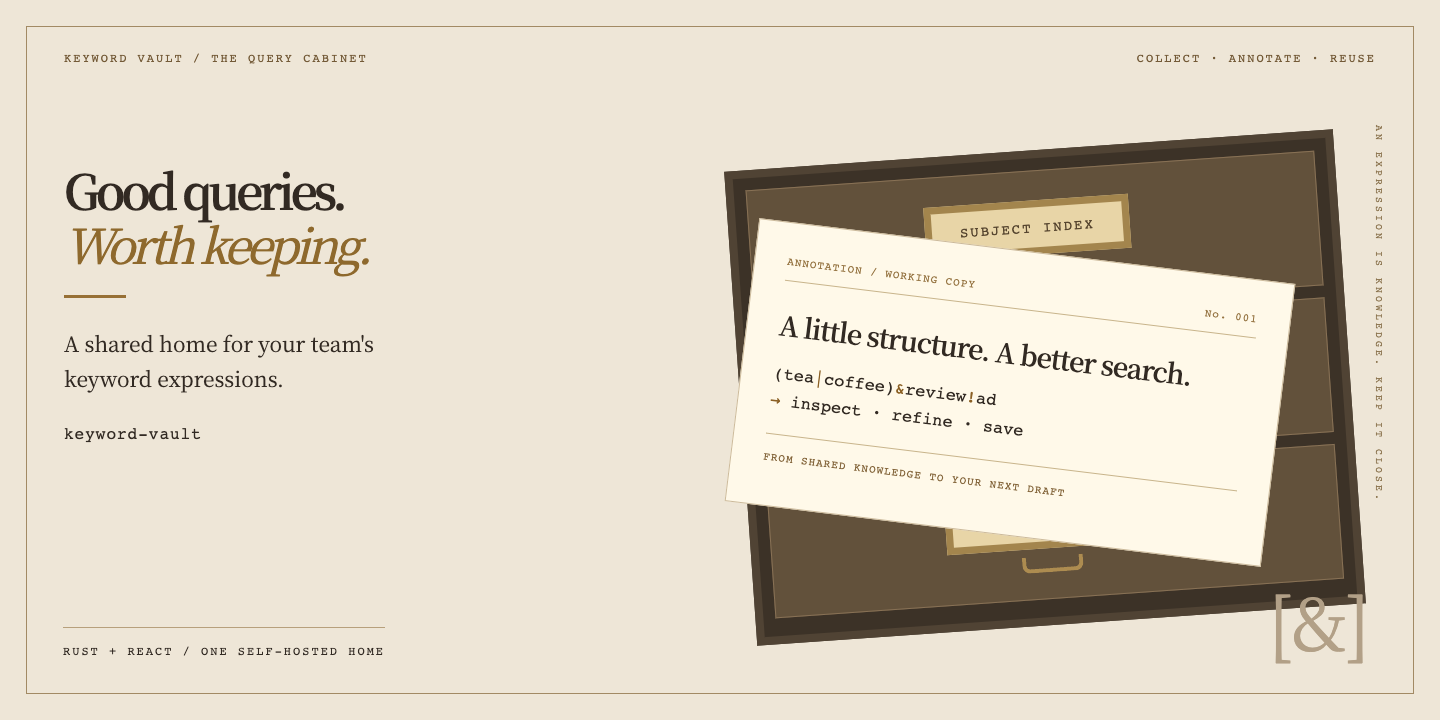 KEYWORD VAULT / THE QUERY CABINET
COLLECT · ANNOTATE · REUSE
Good queries.
Worth keeping.
A shared home for your team's
keyword expressions.
keyword-vault
RUST + REACT / ONE SELF-HOSTED HOME
SUBJECT INDEX
ANNOTATION / WORKING COPY
No. 001
A little structure. A better search.
(tea|coffee)&review!ad
→ inspect · refine · save
FROM SHARED KNOWLEDGE TO YOUR NEXT DRAFT
AN EXPRESSION IS KNOWLEDGE. KEEP IT CLOSE.
[&]